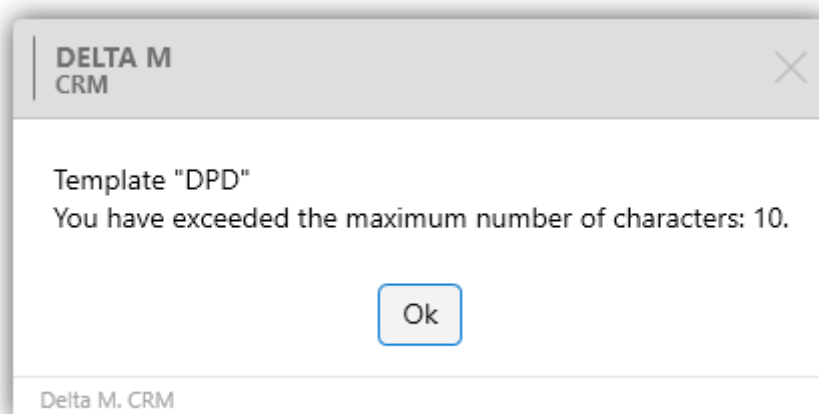 DELTA M
CRM
Template "DPD"
You have exceeded the maximum number of characters: 10.
Ok
Delta M. CRM